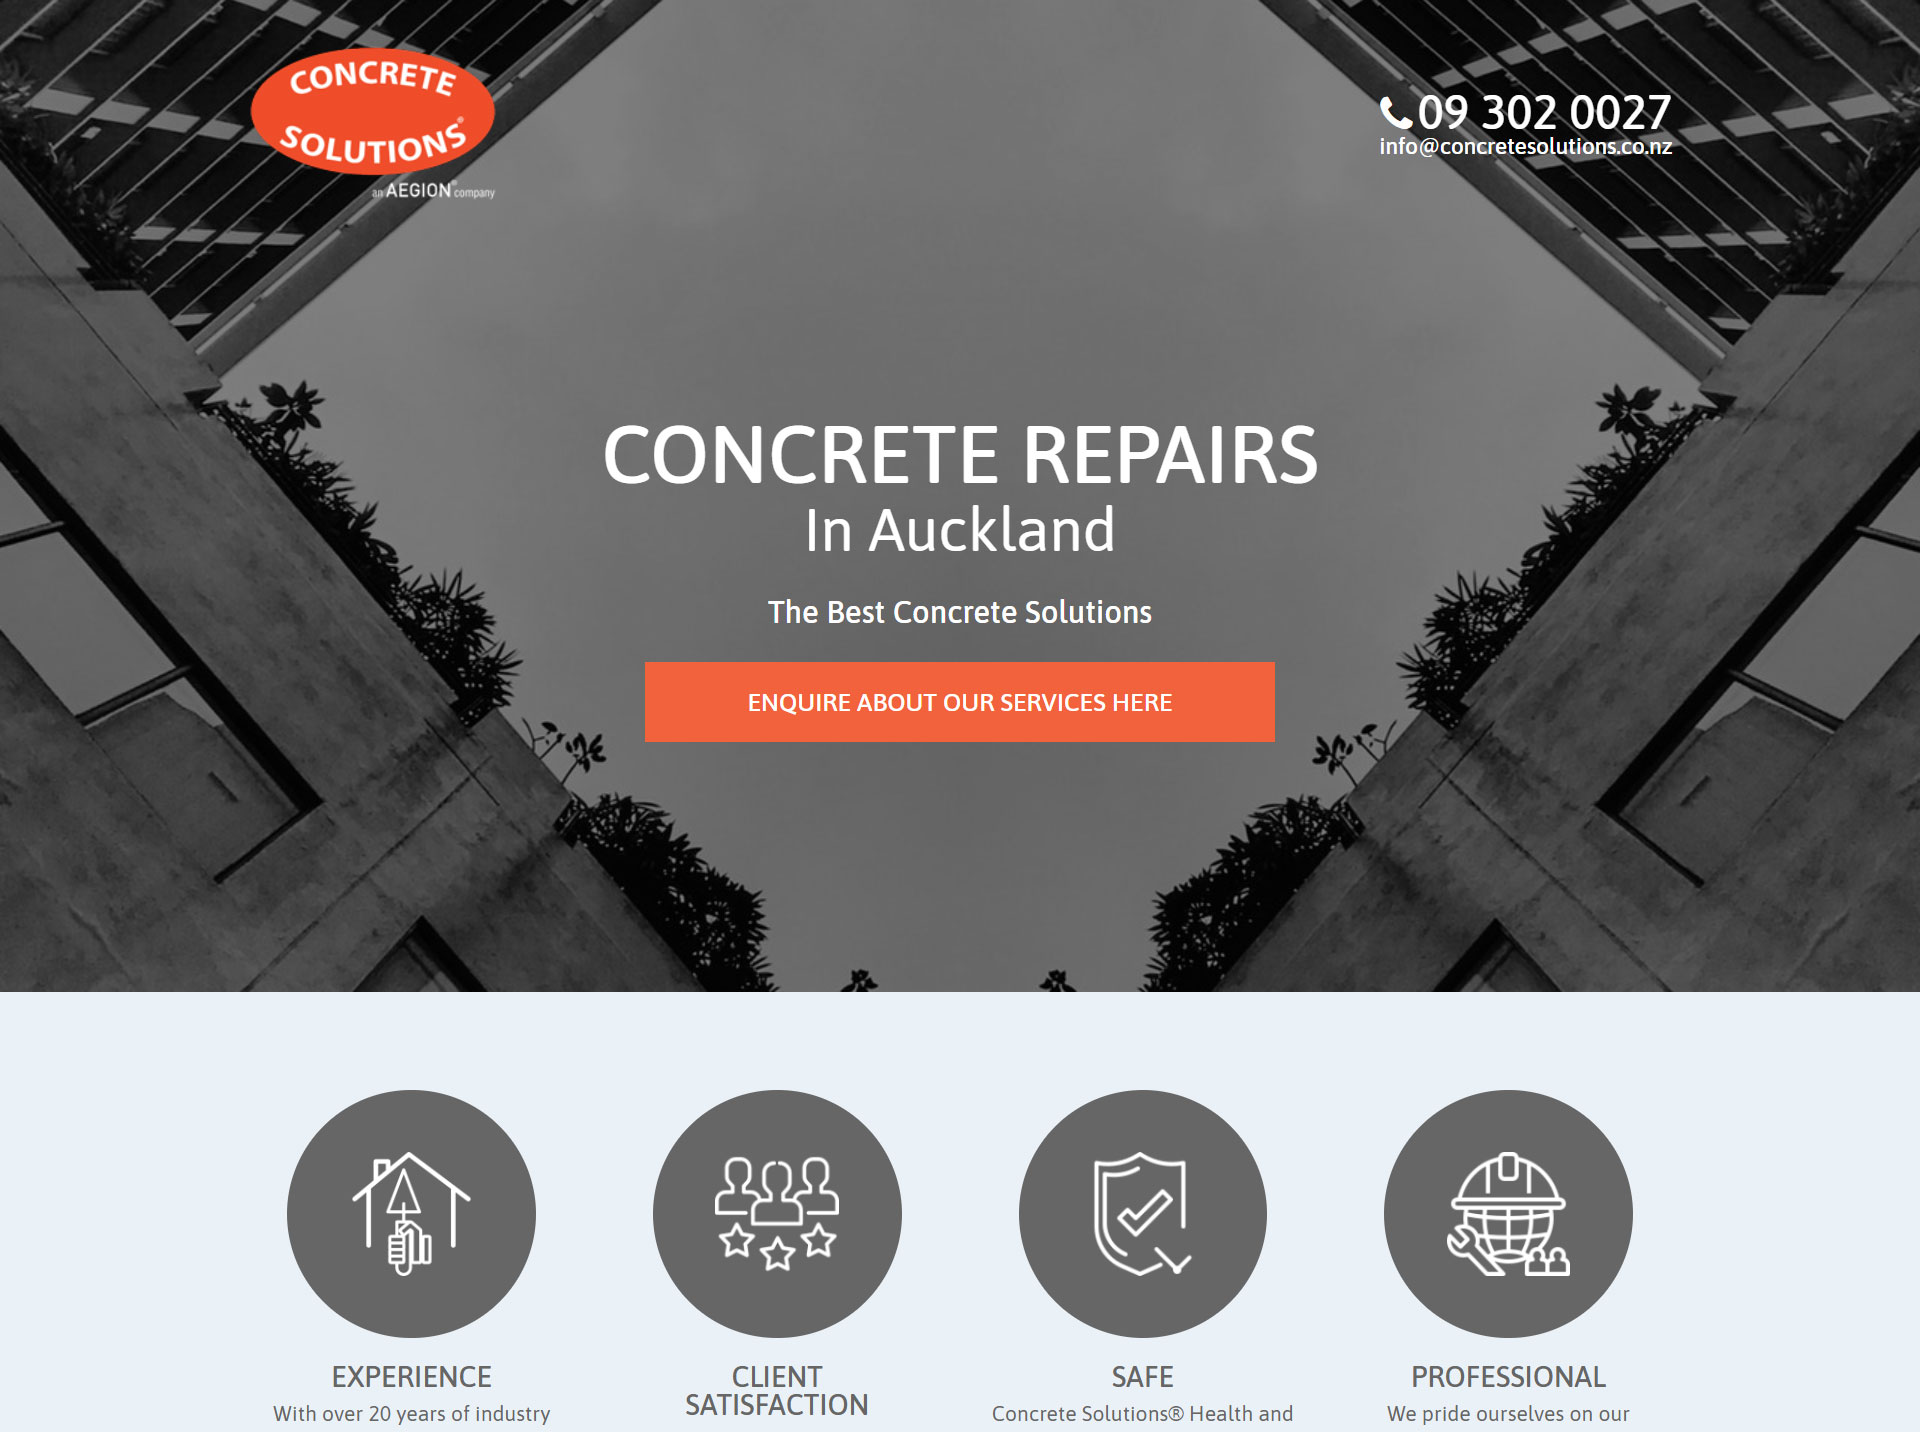 CONCRETE
SOLUTIONS®
an AEGION® company
09 302 0027
info@concretesolutions.co.nz
CONCRETE REPAIRS
In Auckland
The Best Concrete Solutions
ENQUIRE ABOUT OUR SERVICES HERE
EXPERIENCE
With over 20 years of industry
CLIENT
SATISFACTION
SAFE
Concrete Solutions® Health and
PROFESSIONAL
We pride ourselves on our